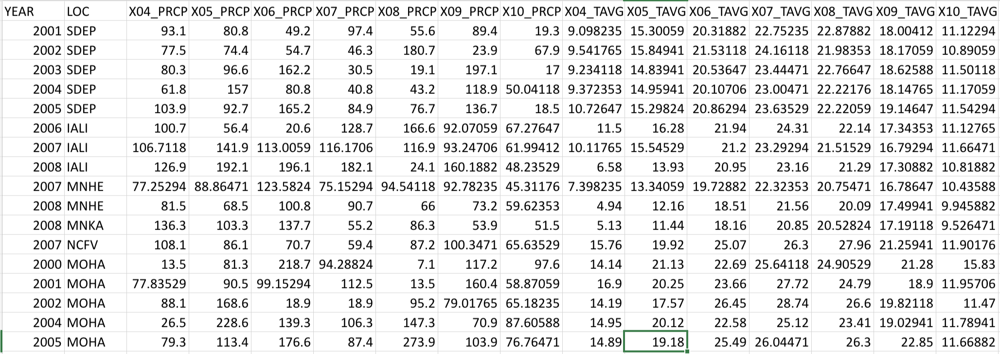 YEAR LOC X04_PRCP X05_PRCP X06_PRCP X07_PRCP X08_PRCP X09_PRCP X10_PRCP X04_TAVG X05_TAVG X06_TAVG X07_TAVG X08_TAVG X09_TAVG X10_TAVG
2001 SDEP 93.1 80.8 49.2 97.4 55.6 89.4 19.3 9.098235 15.30059 20.31882 22.75235 22.87882 18.00412 11.12294
2002 SDEP 77.5 74.4 54.7 46.3 180.7 23.9 67.9 9.541765 15.84941 21.53118 24.16118 21.98353 18.17059 10.89059
2003 SDEP 80.3 96.6 162.2 30.5 19.1 197.1 17 9.234118 14.83941 20.53647 23.44471 22.76647 18.62588 11.50118
2004 SDEP 61.8 157 80.8 40.8 43.2 118.9 50.04118 9.372353 14.95941 20.10706 23.00471 22.22176 18.14765 11.17059
2005 SDEP 103.9 92.7 165.2 84.9 76.7 136.7 18.5 10.72647 15.29824 20.86294 23.63529 22.22059 19.14647 11.54294
2006 IALI 100.7 56.4 20.6 128.7 166.6 92.07059 67.27647 11.5 16.28 21.94 24.31 22.14 17.34353 11.12765
2007 IALI 106.7118 141.9 113.0059 116.1706 116.9 93.24706 61.99412 10.11765 15.54529 21.2 23.29294 21.51529 16.79294 11.66471
2008 IALI 126.9 192.1 196.1 182.1 24.1 160.1882 48.23529 6.58 13.93 20.95 23.16 21.29 17.30882 10.81882
2007 MNHE 77.25294 88.86471 123.5824 75.15294 94.54118 92.78235 45.31176 7.398235 13.34059 19.72882 22.32353 20.75471 16.78647 10.43588
2008 MNHE 81.5 68.5 100.8 90.7 66 73.2 59.62353 4.94 12.16 18.51 21.56 20.09 17.49941 9.945882
2008 MNKA 136.3 103.3 137.7 55.2 86.3 53.9 51.5 5.13 11.44 18.16 20.85 20.52824 17.19118 9.526471
2007 NCFV 108.1 86.1 70.7 59.4 87.2 100.3471 65.63529 15.76 19.92 25.07 26.3 27.96 21.25941 11.90176
2000 MOHA 13.5 81.3 218.7 94.28824 7.1 117.2 97.6 14.14 21.13 22.69 25.64118 24.90529 21.28 15.83
2001 MOHA 77.83529 90.5 99.15294 112.5 13.5 160.4 58.87059 16.9 20.25 23.66 27.72 24.79 18.9 11.95706
2002 MOHA 88.1 168.6 18.9 18.9 95.2 79.01765 65.18235 14.19 17.57 26.45 28.74 26.6 19.82118 11.47
2004 MOHA 26.5 228.6 139.3 106.3 147.3 70.9 87.60588 14.95 20.12 22.58 25.12 23.41 19.02941 11.78941
2005 MOHA 79.3 113.4 176.6 87.4 273.9 103.9 76.76471 14.89 19.18 25.49 26.04471 26.3 22.85 11.66882